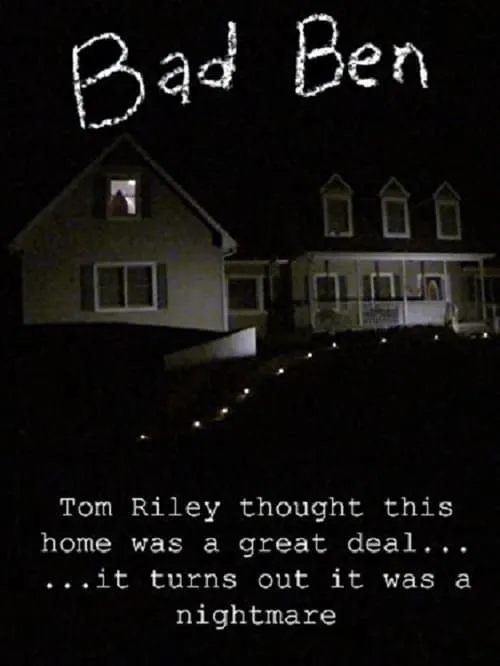 Bad Ben
Tom Riley thought this
home was a great deal...
...it turns out it was a
nightmare